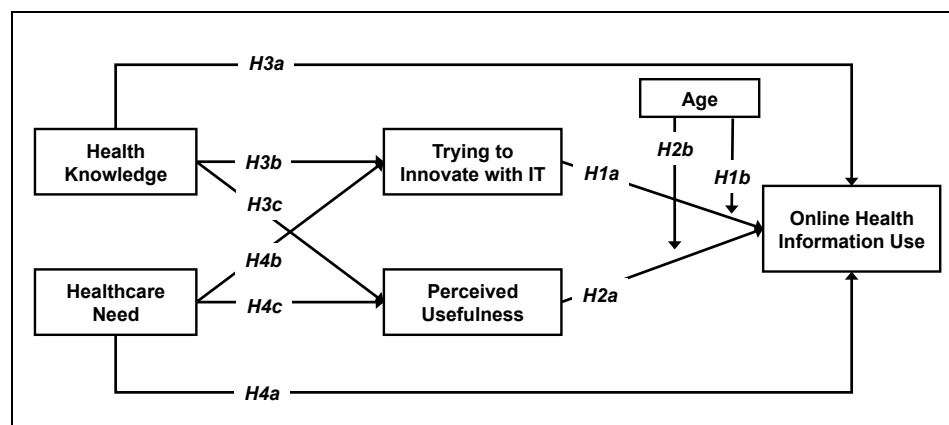 H3a
Age
Health
Knowledge
H3b
Trying to
Innovate with IT
H2b
H1a
H1b
H3c
Online Health
Information Use
H4b
Healthcare
Need
H4c
Perceived
Usefulness
H2a
H4a